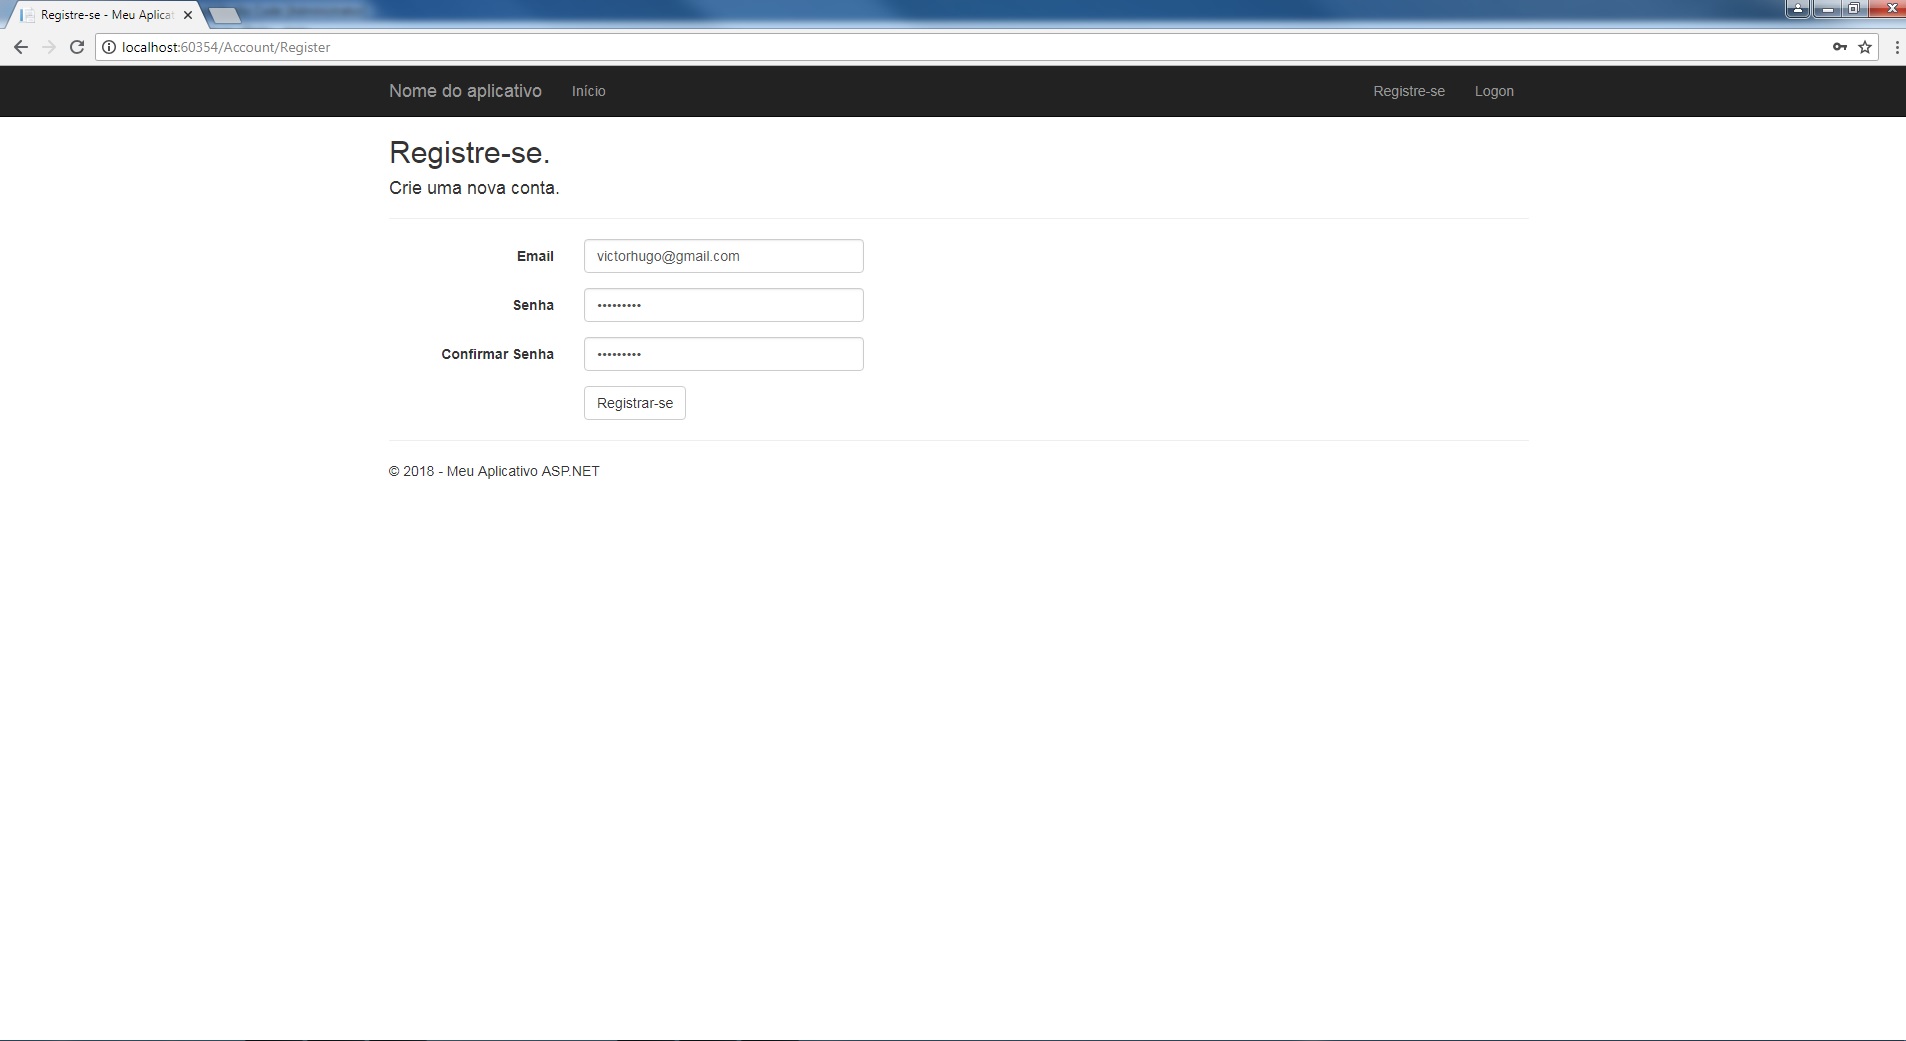 Registre-se - Meu Aplicat
localhost:60354/Account/Register
Nome do aplicativo Início Registre-se Logon
Registre-se.
Crie uma nova conta.
Email victorhugo@gmail.com
Senha •••••••••
Confirmar Senha •••••••••
Registrar-se
© 2018 - Meu Aplicativo ASP.NET